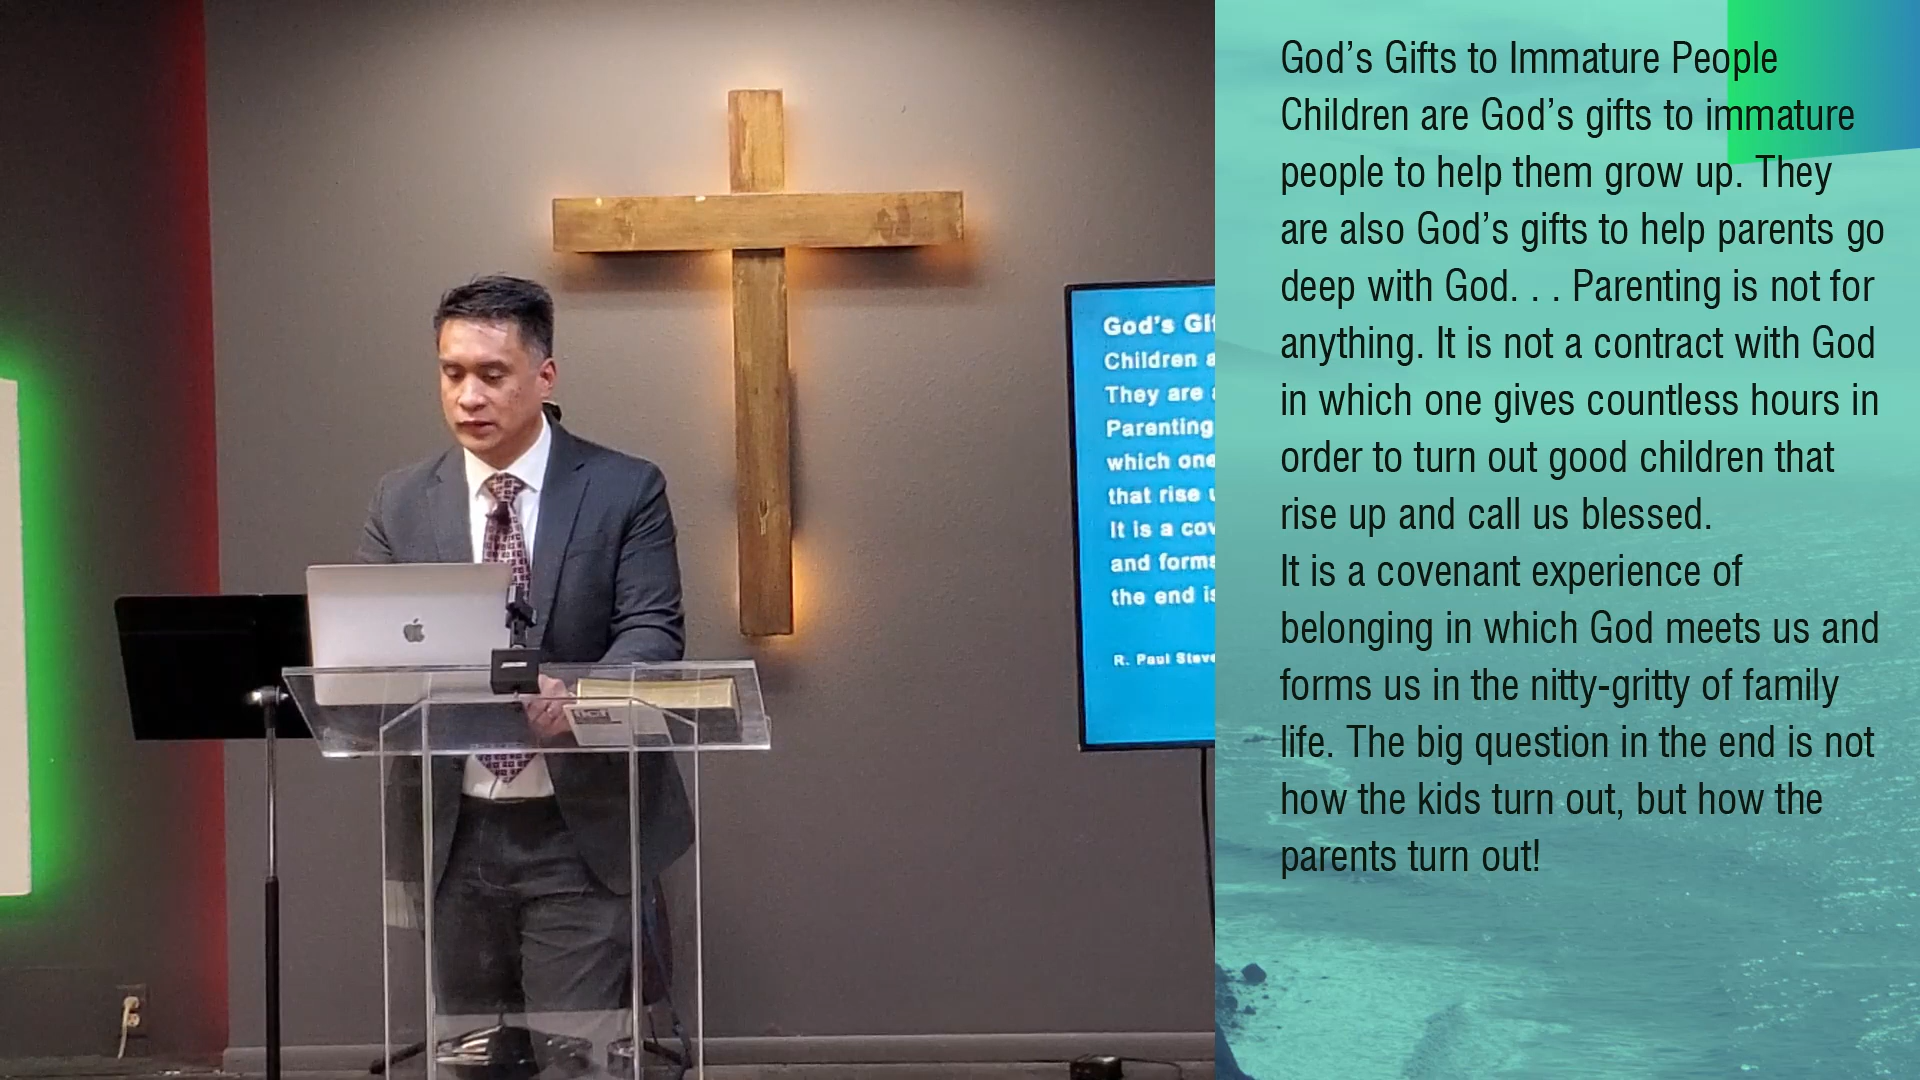 God's Gifts to Immature People
Children are God's gifts to immature
people to help them grow up. They
are also God's gifts to help parents go
deep with God. . . Parenting is not for
anything. It is not a contract with God
in which one gives countless hours in
order to turn out good children that
rise up and call us blessed.
It is a covenant experience of
belonging in which God meets us and
forms us in the nitty-gritty of family
life. The big question in the end is not
how the kids turn out, but how the
parents turn out!
God's
Children
They are
Parenting
which one
that rise
It is a
and forms
the end
R. Paul